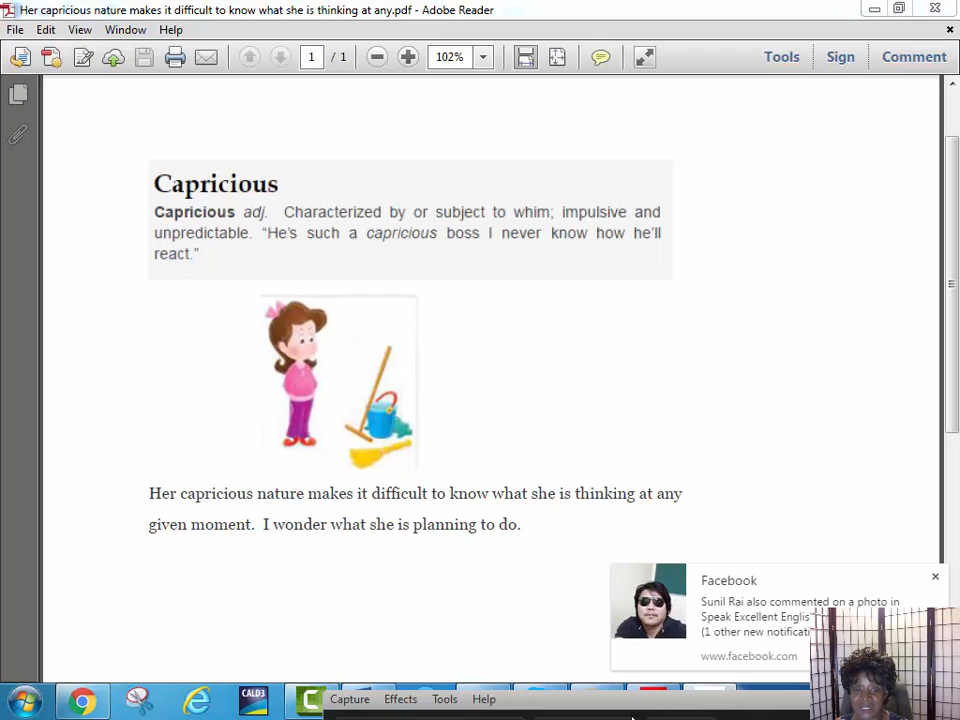 Her capricious nature makes it difficult to know what she is thinking at any.pdf - Adobe Reader
File Edit View Window Help
1 / 1 102% Tools Sign Comment
Capricious
Capricious adj. Characterized by or subject to whim; impulsive and
unpredictable. “He’s such a capricious boss I never know how he’ll
react.”
Her capricious nature makes it difficult to know what she is thinking at any
given moment. I wonder what she is planning to do.
Facebook
Sunil Rai also commented on a photo in
Speak Excellent
(1 other new
www.facebook.com
CALD3
Capture Effects Tools Help